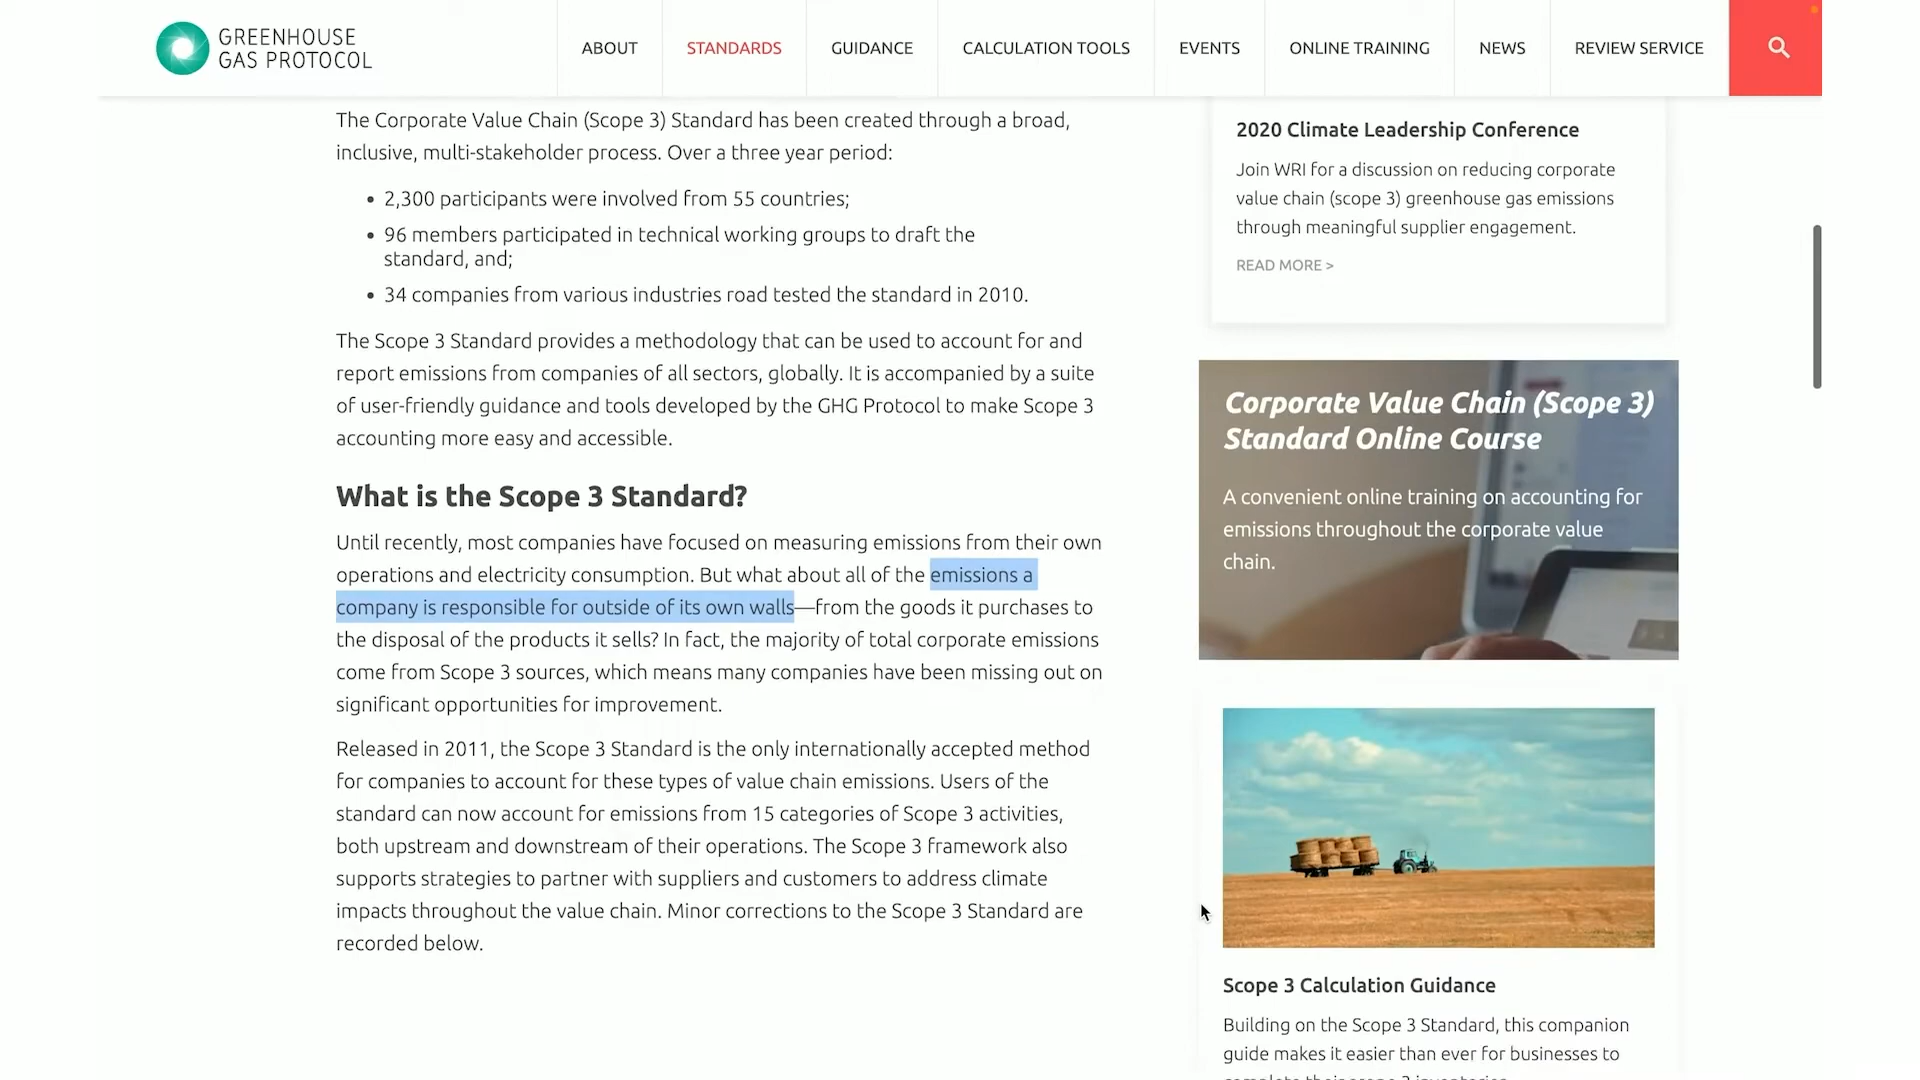 GREENHOUSE
GAS PROTOCOL
ABOUT
STANDARDS
GUIDANCE
CALCULATION TOOLS
EVENTS
ONLINE TRAINING
NEWS
REVIEW SERVICE
The Corporate Value Chain (Scope 3) Standard has been created through a broad,
inclusive, multi-stakeholder process. Over a three year period:
• 2,300 participants were involved from 55 countries;
• 96 members participated in technical working groups to draft the
standard, and;
• 34 companies from various industries road tested the standard in 2010.
The Scope 3 Standard provides a methodology that can be used to account for and
report emissions from companies of all sectors, globally. It is accompanied by a suite
of user-friendly guidance and tools developed by the GHG Protocol to make Scope 3
accounting more easy and accessible.
What is the Scope 3 Standard?
Until recently, most companies have focused on measuring emissions from their own
operations and electricity consumption. But what about all of the emissions a
company is responsible for outside of its own walls—from the goods it purchases to
the disposal of the products it sells? In fact, the majority of total corporate emissions
come from Scope 3 sources, which means many companies have been missing out on
significant opportunities for improvement.
Released in 2011, the Scope 3 Standard is the only internationally accepted method
for companies to account for these types of value chain emissions. Users of the
standard can now account for emissions from 15 categories of Scope 3 activities,
both upstream and downstream of their operations. The Scope 3 framework also
supports strategies to partner with suppliers and customers to address climate
impacts throughout the value chain. Minor corrections to the Scope 3 Standard are
recorded below.
2020 Climate Leadership Conference
Join WRI for a discussion on reducing corporate
value chain (scope 3) greenhouse gas emissions
through meaningful supplier engagement.
READ MORE >
Corporate Value Chain (Scope 3)
Standard Online Course
A convenient online training on accounting for
emissions throughout the corporate value
chain.
Scope 3 Calculation Guidance
Building on the Scope 3 Standard, this companion
guide makes it easier than ever for businesses to
complete their scope 3 inventories.